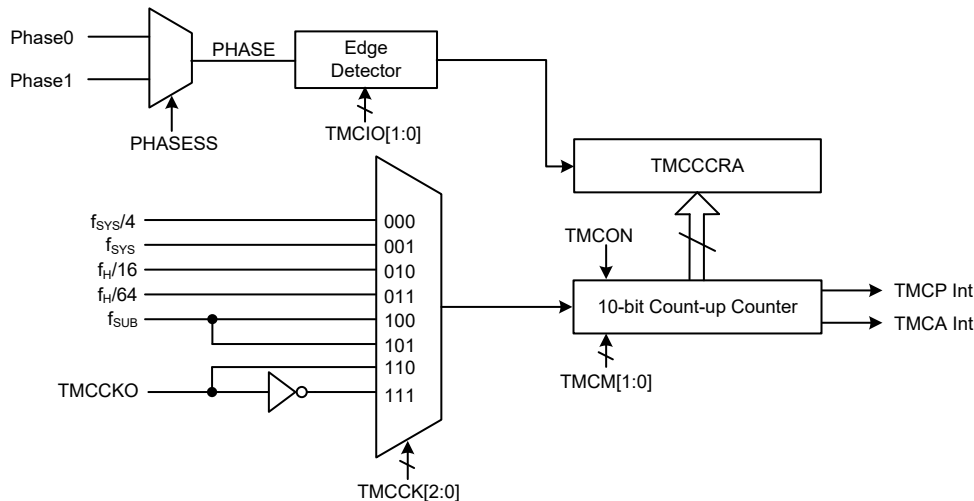 Phase0
Phase1
PHASE
Edge
Detector
PHASESS
TMCIO[1:0]
TMCCCRA
fSYS/4
fSYS
fH/16
fH/64
fSUB
TMCCKO
000
001
010
011
100
101
110
111
TMCCK[2:0]
TMCON
10-bit Count-up Counter
TMCM[1:0]
TMCP Int
TMCA Int